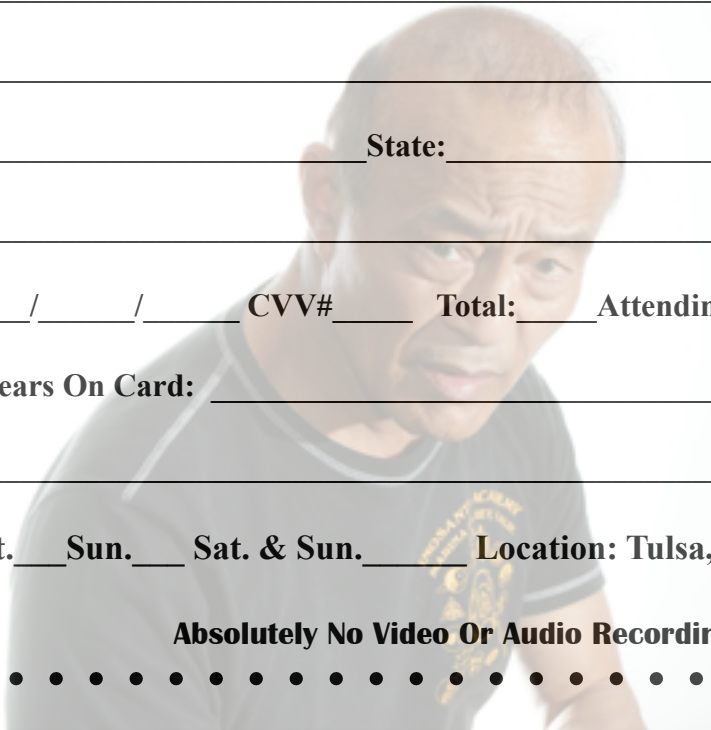 State:
/ / CVV# Total: Attendin
ears On Card:
t. Sun. Sat. & Sun. Location: Tulsa,
Absolutely No Video Or Audio Recordin